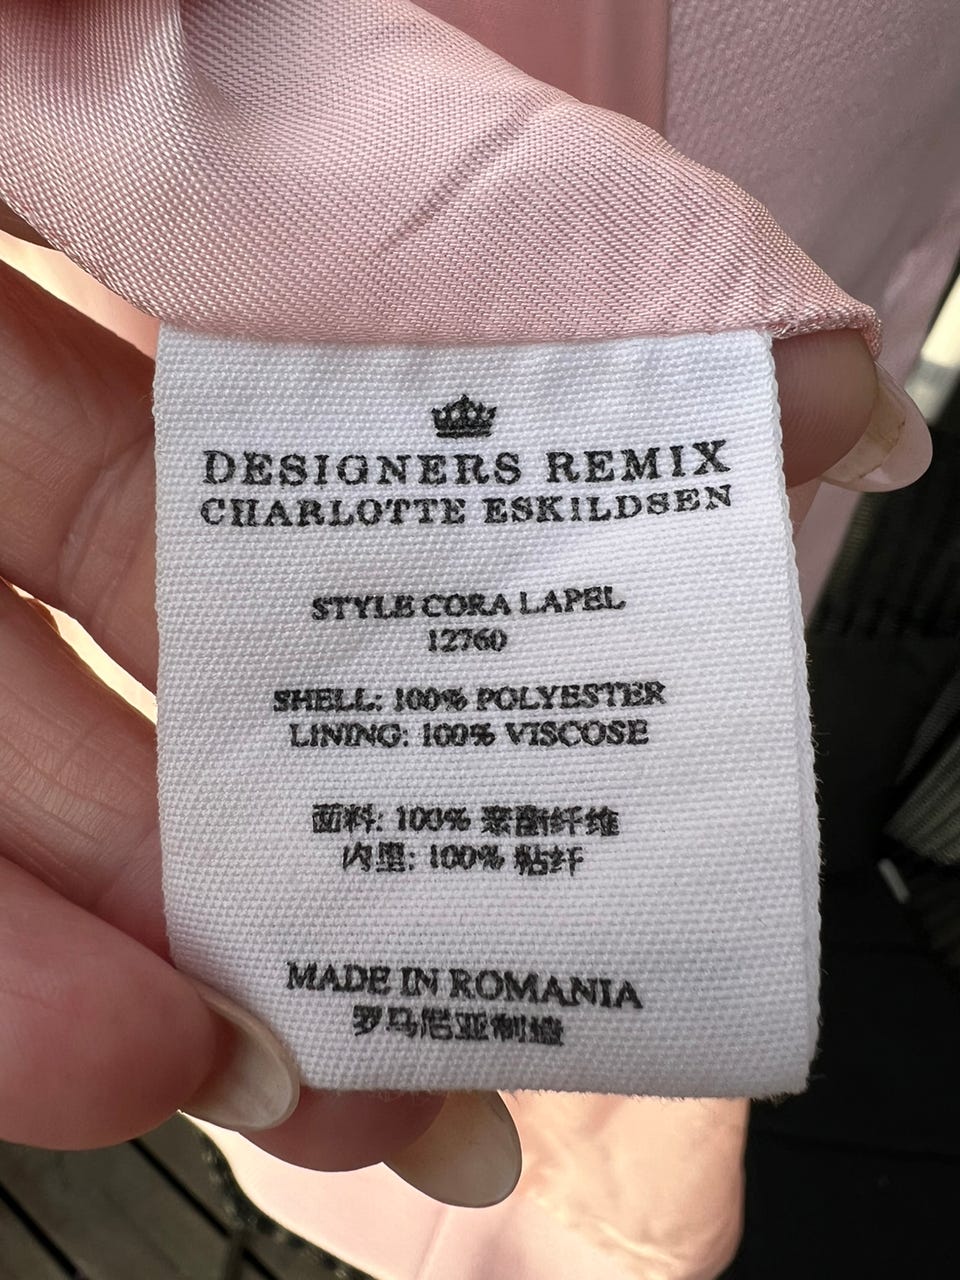 DESIGNERS REMIX
CHARLOTTE ESKILDSEN
STYLE CORA LAPEL
12760
SHELL: 100% POLYESTER
LINING: 100% VISCOSE
面料: 100% 聚酯纤维
内里: 100% 粘纤
MADE IN ROMANIA
罗马尼亚制造